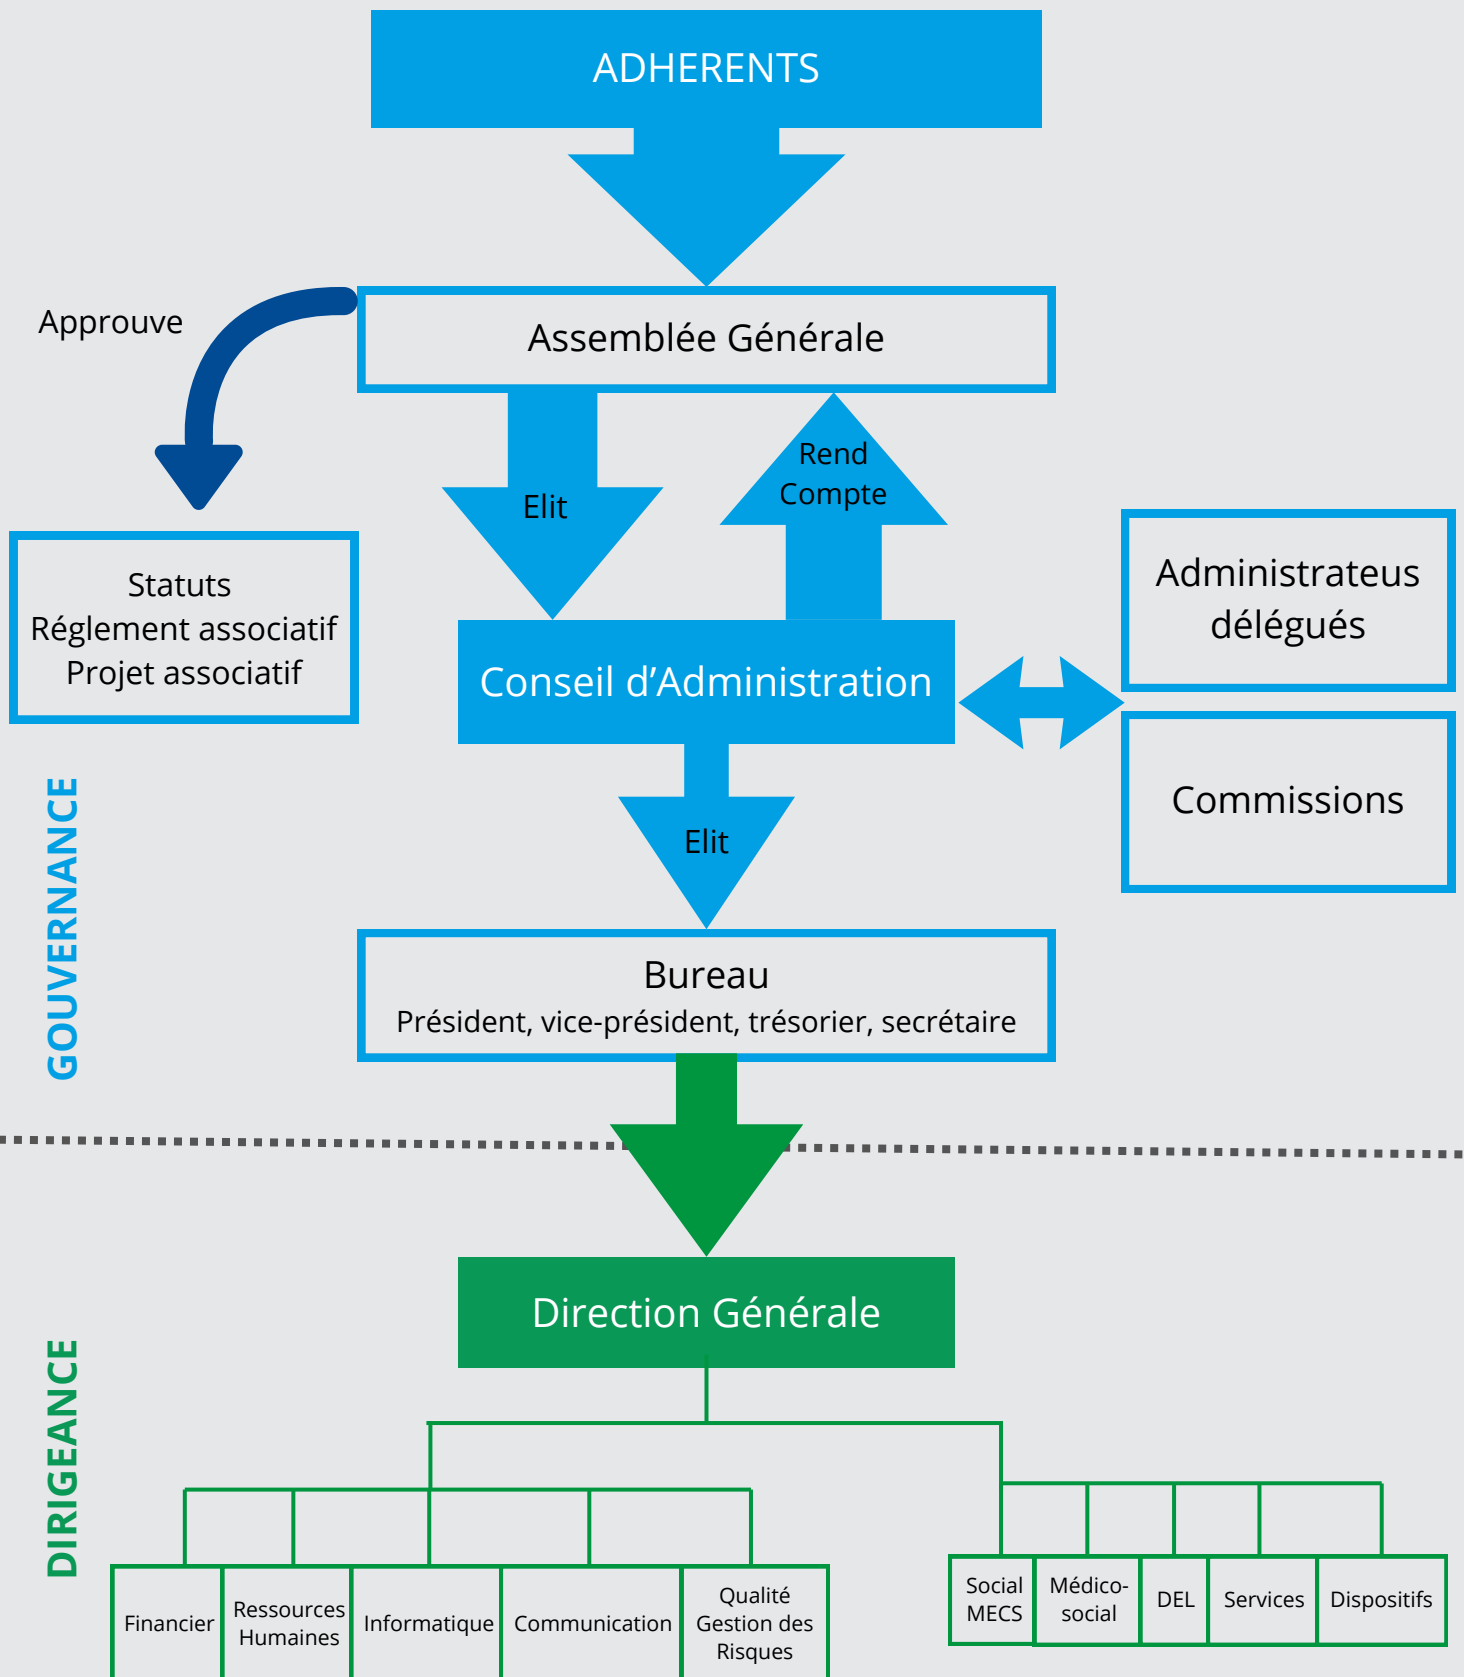 ADHERENTS
Approuve
Assemblée Générale
Elit
Rend
Compte
Statuts
Réglement associatif
Projet associatif
Conseil d’Administration
Administrateus
délégués
Commissions
Elit
GOUVERNANCE
Bureau
Président, vice-président, trésorier, secrétaire
Direction Générale
DIRIGEANCE
Financier
Ressources
Humaines
Informatique
Communication
Qualité
Gestion des
Risques
Social
MECS
Médico-
social
DEL
Services
Dispositifs